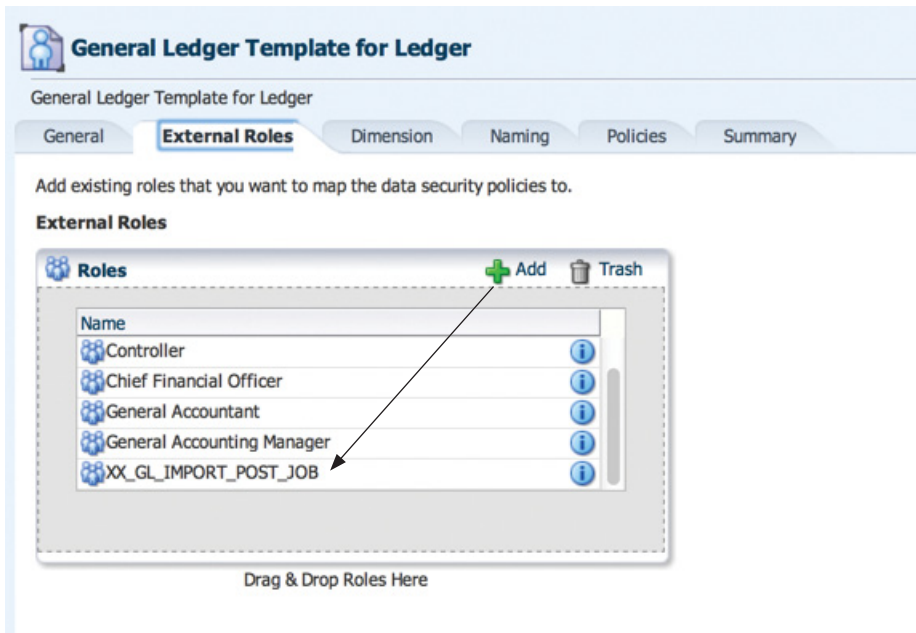 General Ledger Template for Ledger
General Ledger Template for Ledger
General External Roles Dimension Naming Policies Summary
Add existing roles that you want to map the data security policies to.
External Roles
Roles Add Trash
Name
Controller
Chief Financial Officer
General Accountant
General Accounting Manager
XX_GL_IMPORT_POST_JOB
Drag & Drop Roles Here